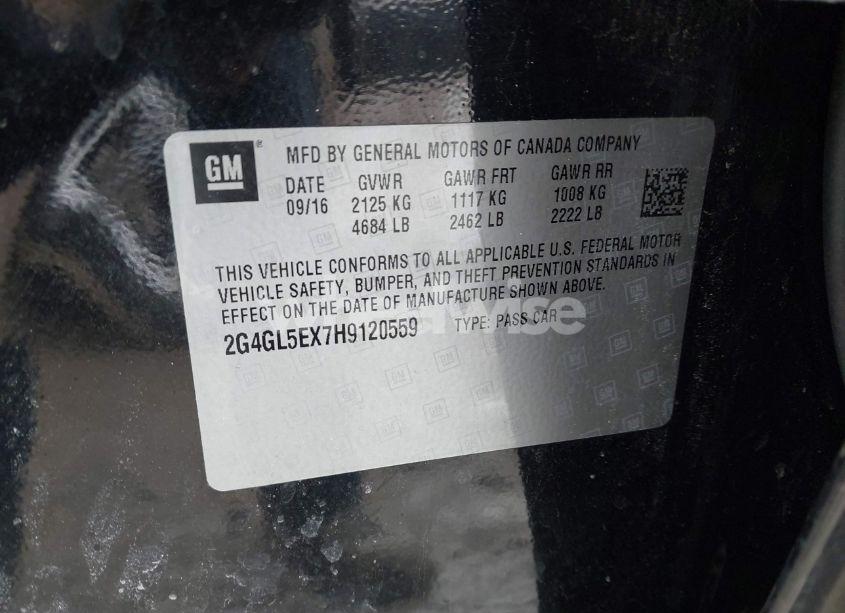 GM
MFD BY GENERAL MOTORS OF CANADA COMPANY
DATE GVWR GAWR FRT GAWR RR
09/16 2125 KG 1117 KG 1008 KG
4684 LB 2462 LB 2222 LB
THIS VEHICLE CONFORMS TO ALL APPLICABLE U.S. FEDERAL MOTOR
VEHICLE SAFETY, BUMPER, AND THEFT PREVENTION STANDARDS IN
EFFECT ON THE DATE OF MANUFACTURE SHOWN ABOVE.
2G4GL5EX7H9120559 TYPE: PASS CAR